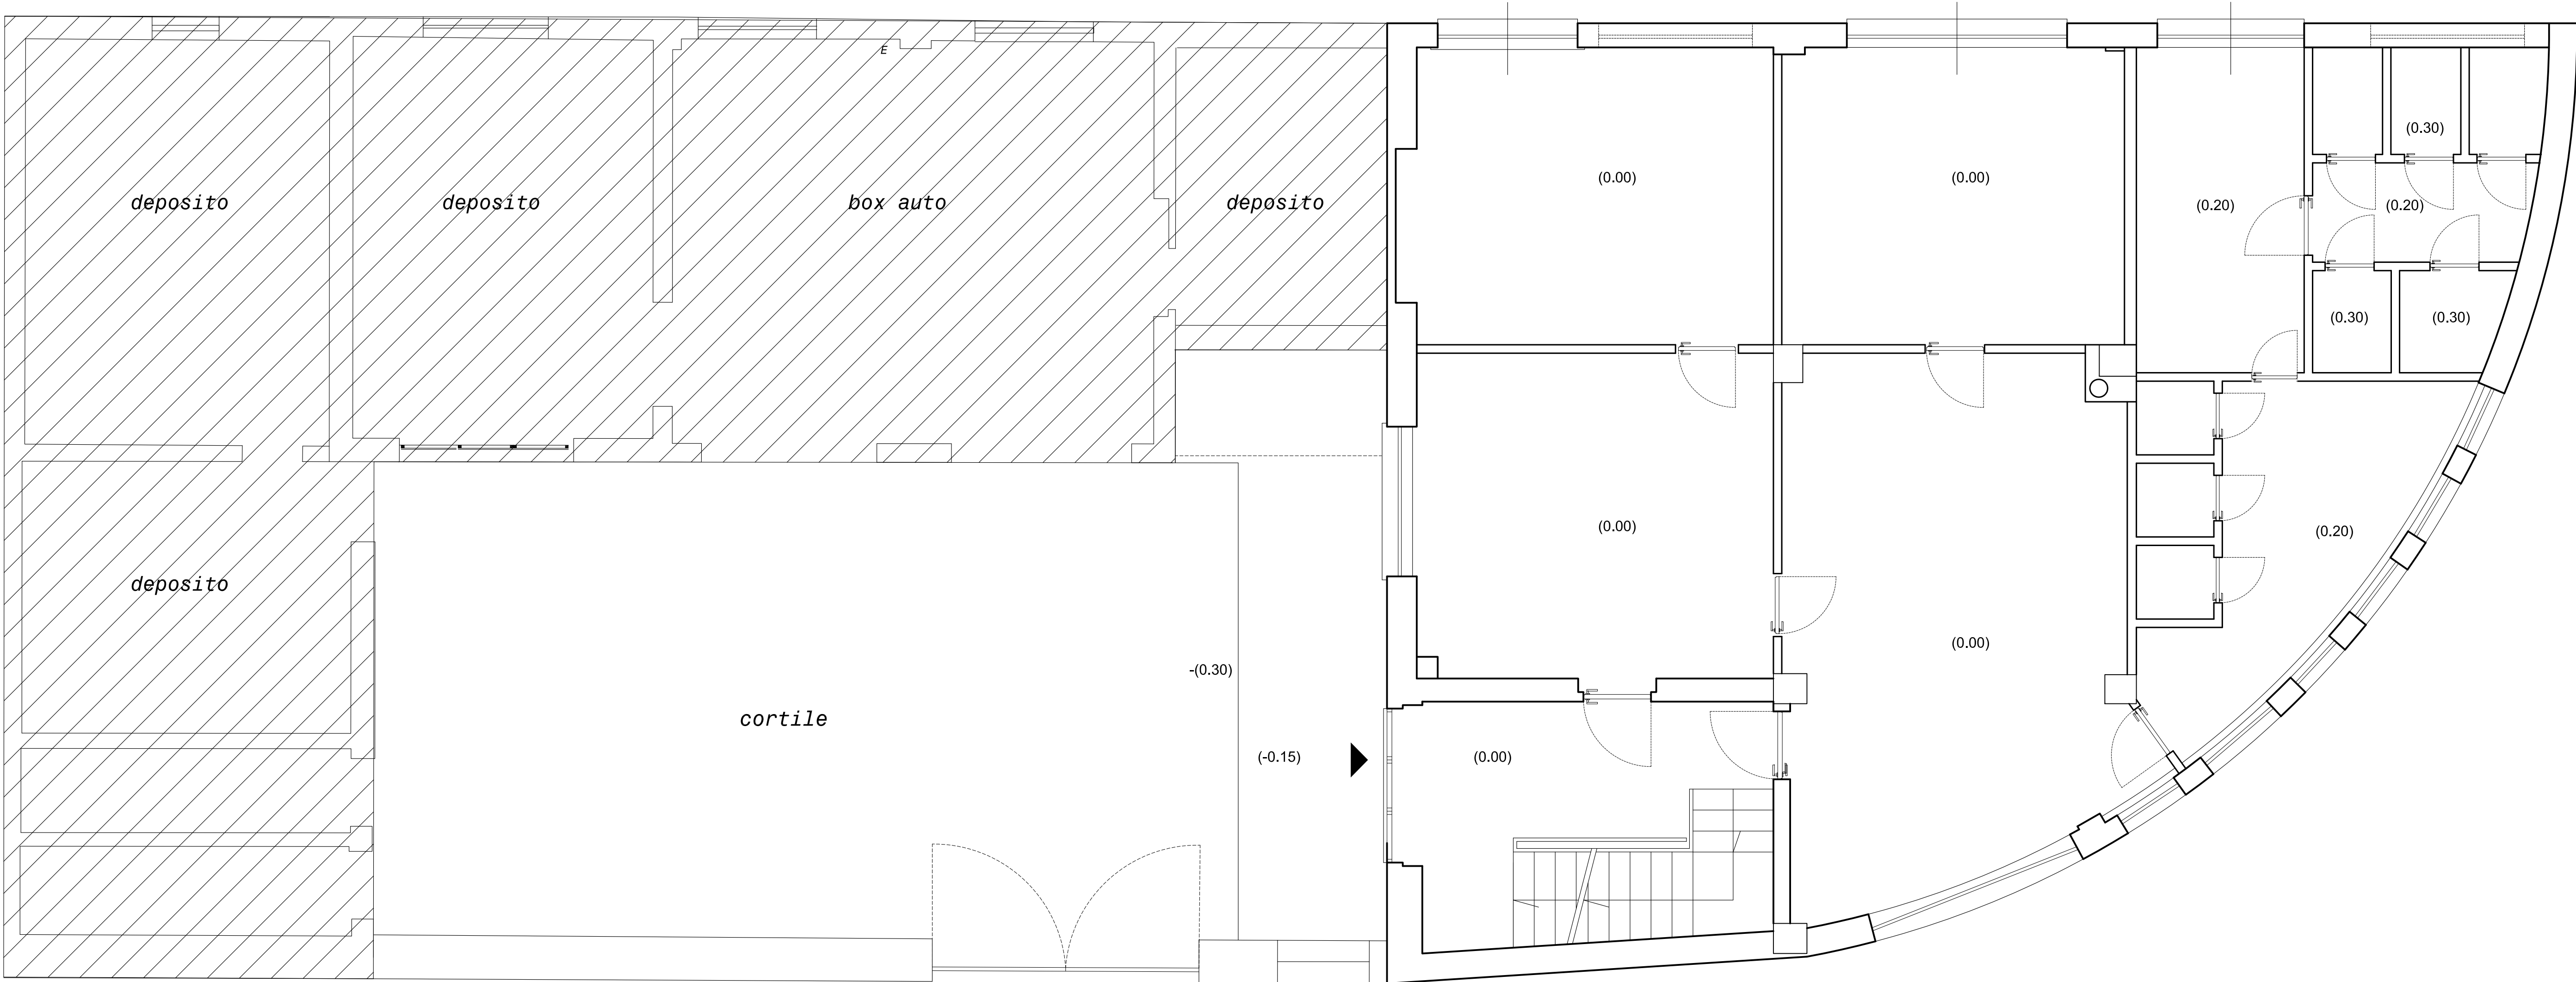 E
(0.30)
(0.00)
(0.00)
deposito
deposito
box auto
deposito
(0.20)
(0.20)
(0.30)
(0.30)
(0.00)
(0.20)
deposito
(0.00)
-(0.30)
cortile
(-0.15)
(0.00)